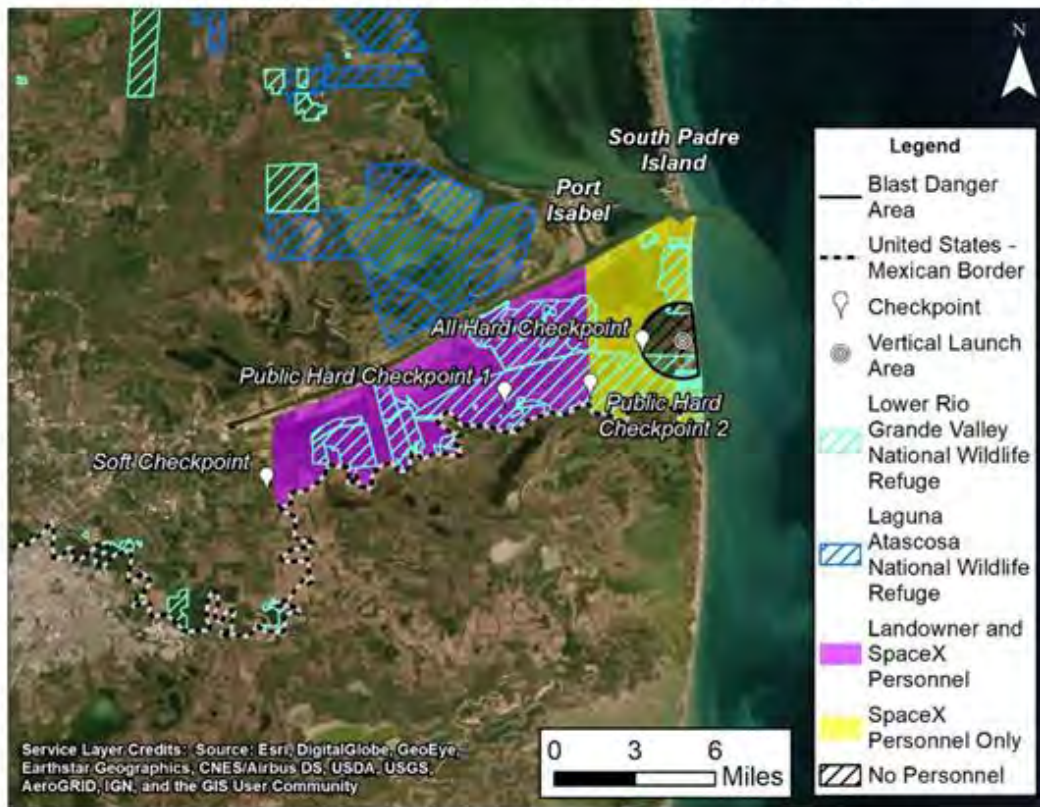 N
South Padre
Island
Port
Isabel
All Hard Checkpoint
Public Hard Checkpoint 1
Public Hard
Checkpoint 2
Soft Checkpoint
Legend
Blast Danger
Area
United States -
Mexican Border
Checkpoint
Vertical Launch
Area
Lower Rio
Grande Valley
National Wildlife
Refuge
Laguna
Atascosa
National Wildlife
Refuge
Landowner and
SpaceX
Personnel
SpaceX
Personnel Only
No Personnel
0 3 6
Miles
Service Layer Credits: Source: Esri, DigitalGlobe, GeoEye,
Earthstar Geographics, CNES/Airbus DS, USDA, USGS,
AeroGRID, IGN, and the GIS User Community